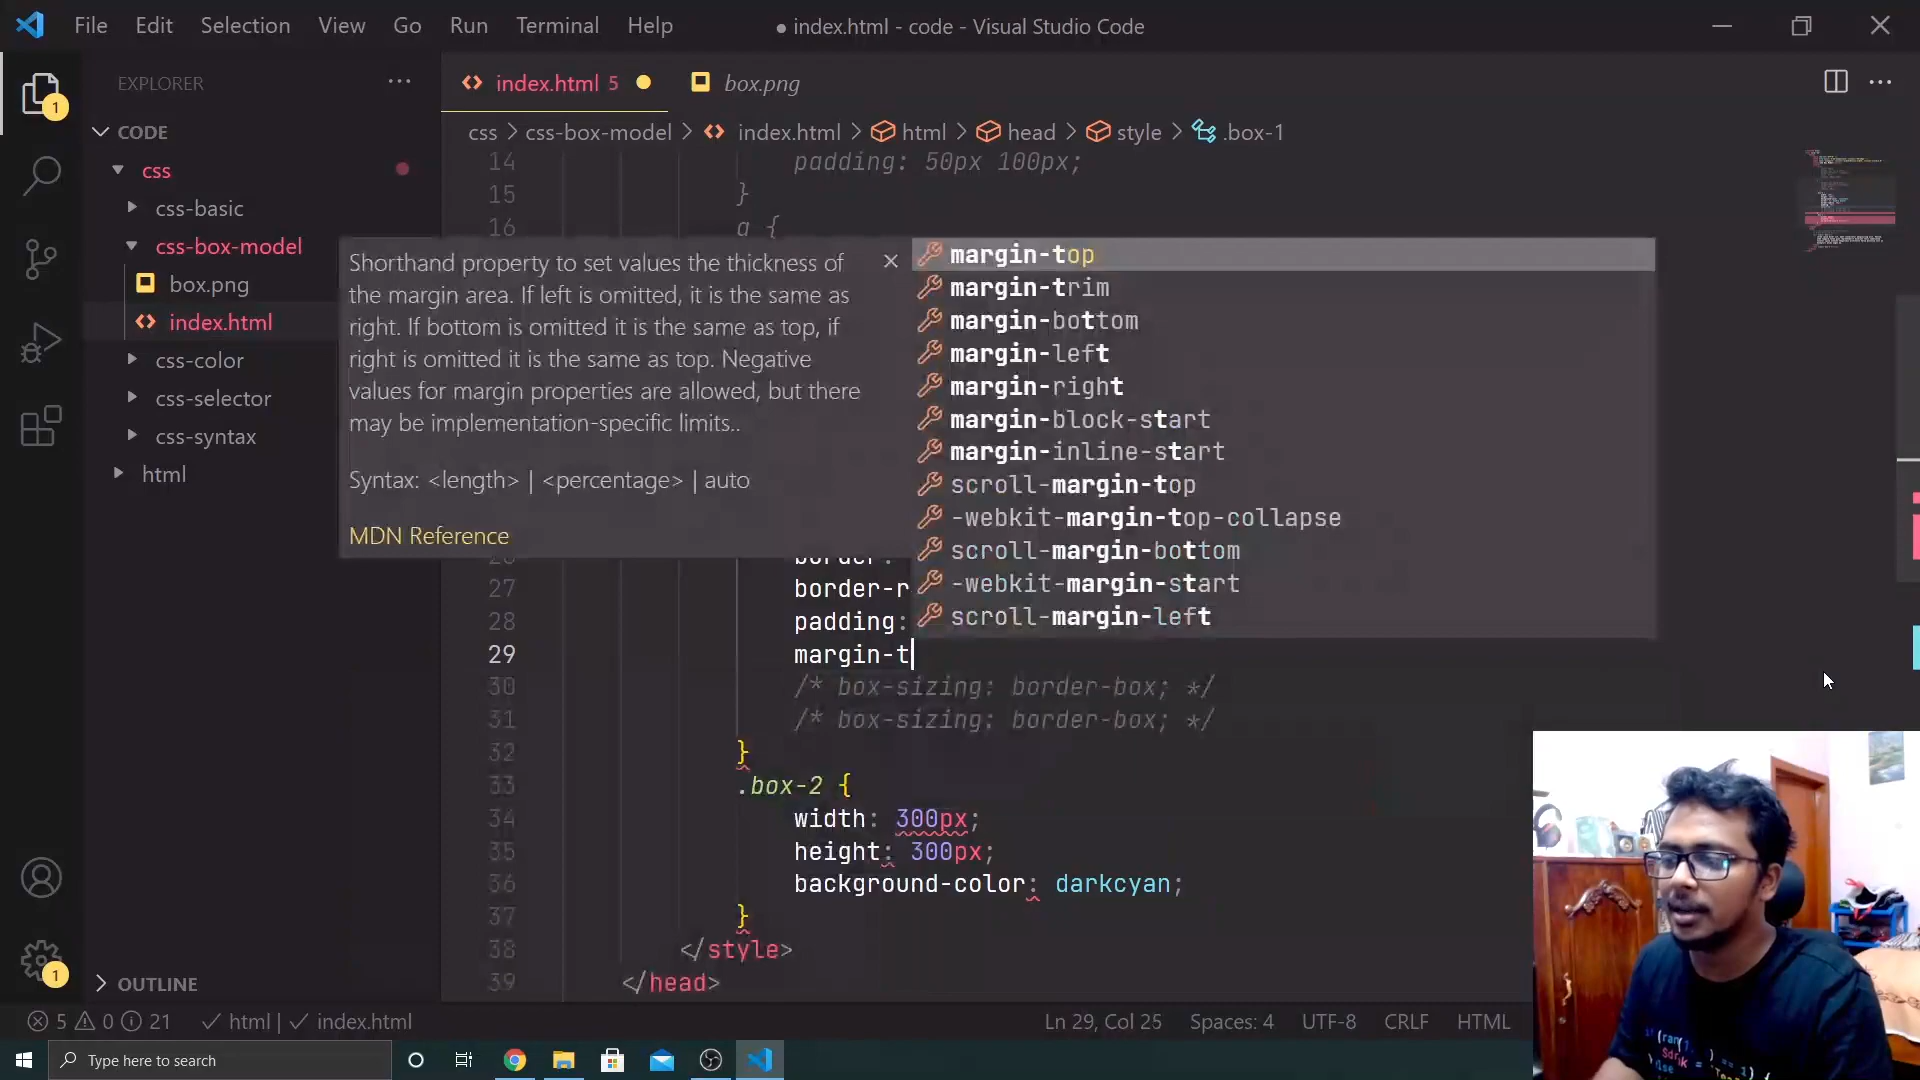 File Edit Selection View Go Run Terminal Help
● index.html - code - Visual Studio Code
EXPLORER
CODE
css
css-basic
css-box-model
box.png
index.html
css-color
css-selector
css-syntax
html
OUTLINE
1
1
index.html 5
box.png
css > css-box-model > index.html > html > head > style > .box-1
14 padding: 50px 100px;
15 }
16 a {
Shorthand property to set values the thickness of
the margin area. If left is omitted, it is the same as
right. If bottom is omitted it is the same as top, if
right is omitted it is the same as top. Negative
values for margin properties are allowed, but there
may be implementation-specific limits..
Syntax: <length> | <percentage> | auto
MDN Reference
margin-top
margin-trim
margin-bottom
margin-left
margin-right
margin-block-start
margin-inline-start
scroll-margin-top
-webkit-margin-top-collapse
scroll-margin-bottom
-webkit-margin-start
scroll-margin-left
border:
27 border-r
28 padding:
29 margin-t
30 /* box-sizing: border-box; */
31 /* box-sizing: border-box; */
32 }
33 .box-2 {
34 width: 300px;
35 height: 300px;
36 background-color: darkcyan;
37 }
38 </style>
39 </head>
5 0 21 html | index.html
Ln 29, Col 25 Spaces: 4 UTF-8 CRLF HTML
Type here to search